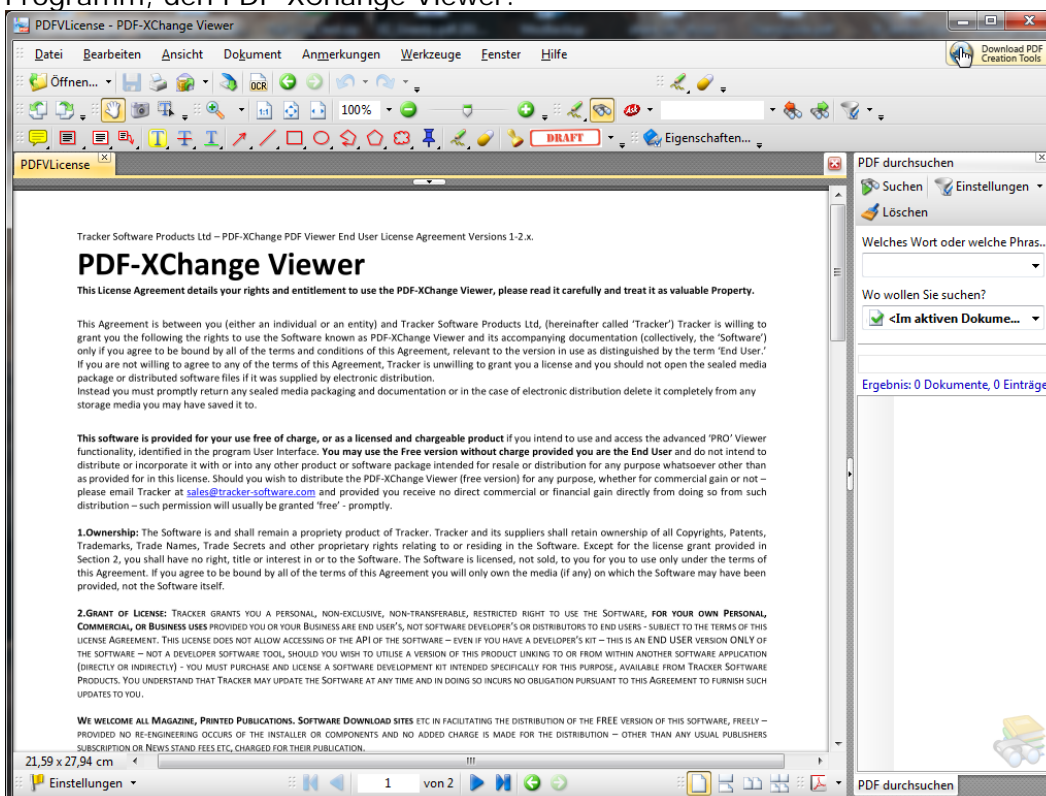 Programm, den PDF-XChange Viewer:
PDFVLicense - PDF-XChange Viewer
Datei Bearbeiten Ansicht Dokument Anmerkungen Werkzeuge Fenster Hilfe
Download PDF
Creation Tools
Öffnen...
OCR
100%
DRAFT
Eigenschaften...
PDFVLicense
Tracker Software Products Ltd – PDF-XChange PDF Viewer End User License Agreement Versions 1-2.x.
PDF-XChange Viewer
This License Agreement details your rights and entitlement to use the PDF-XChange Viewer, please read it carefully and treat it as valuable Property.
This Agreement is between you (either an individual or an entity) and Tracker Software Products Ltd, (hereinafter called 'Tracker') Tracker is willing to
grant you the following the rights to use the Software known as PDF-XChange Viewer and its accompanying documentation (collectively, the 'Software')
only if you agree to be bound by all of the terms and conditions of this Agreement, relevant to the version in use as distinguished by the term 'End User.'
If you are not willing to agree to any of the terms of this Agreement, Tracker is unwilling to grant you a license and you should not open the sealed media
package or distributed software files if it was supplied by electronic distribution.
Instead you must promptly return any sealed media packaging and documentation or in the case of electronic distribution delete it completely from any
storage media you may have saved it to.
This software is provided for your use free of charge, or as a licensed and chargeable product if you intend to use and access the advanced 'PRO' Viewer
functionality, identified in the program User Interface. You may use the Free version without charge provided you are the End User and do not intend to
distribute or incorporate it with or into any other product or software package intended for resale or distribution for any purpose whatsoever other than
as provided for in this license. Should you wish to distribute the PDF-XChange Viewer (free version) for any purpose, whether for commercial gain or not –
please email Tracker at sales@tracker-software.com and provided you receive no direct commercial or financial gain directly from doing so from such
distribution – such permission will usually be granted 'free' - promptly.
1.Ownership: The Software is and shall remain a propriety product of Tracker. Tracker and its suppliers shall retain ownership of all Copyrights, Patents,
Trademarks, Trade Names, Trade Secrets and other proprietary rights relating to or residing in the Software. Except for the license grant provided in
Section 2, you shall have no right, title or interest in or to the Software. The Software is licensed, not sold, to you for you to use only under the terms of
this Agreement. If you agree to be bound by all of the terms of this Agreement you will only own the media (if any) on which the Software may have been
provided, not the Software itself.
2.GRANT OF LICENSE: TRACKER GRANTS YOU A PERSONAL, NON-EXCLUSIVE, NON-TRANSFERABLE, RESTRICTED RIGHT TO USE THE SOFTWARE, FOR YOUR OWN PERSONAL,
COMMERCIAL, OR BUSINESS USES PROVIDED YOU OR YOUR BUSINESS ARE END USER'S, NOT SOFTWARE DEVELOPER'S OR DISTRIBUTORS TO END USERS - SUBJECT TO THE TERMS OF THIS
LICENSE AGREEMENT. THIS LICENSE DOES NOT ALLOW ACCESSING OF THE API OF THE SOFTWARE – EVEN IF YOU HAVE A DEVELOPER'S KIT – THIS IS AN END USER VERSION ONLY OF
THE SOFTWARE – NOT A DEVELOPER SOFTWARE TOOL, SHOULD YOU WISH TO UTILISE A VERSION OF THIS PRODUCT LINKING TO OR FROM WITHIN ANOTHER SOFTWARE APPLICATION
(DIRECTLY OR INDIRECTLY) - YOU MUST PURCHASE AND LICENSE A SOFTWARE DEVELOPMENT KIT INTENDED SPECIFICALLY FOR THIS PURPOSE, AVAILABLE FROM TRACKER SOFTWARE
PRODUCTS. YOU UNDERSTAND THAT TRACKER MAY UPDATE THE SOFTWARE AT ANY TIME AND IN DOING SO INCURS NO OBLIGATION PURSUANT TO THIS AGREEMENT TO FURNISH SUCH
UPDATES TO YOU.
WE WELCOME ALL MAGAZINE, PRINTED PUBLICATIONS. SOFTWARE DOWNLOAD SITES ETC IN FACILITATING THE DISTRIBUTION OF THE FREE VERSION OF THIS SOFTWARE, FREELY –
PROVIDED NO RE-ENGINEERING OCCURS OF THE INSTALLER OR COMPONENTS AND NO ADDED CHARGE IS MADE FOR THE DISTRIBUTION – OTHER THAN ANY USUAL PUBLISHERS
SUBSCRIPTION OR NEWS STAND FEES ETC, CHARGED FOR THEIR PUBLICATION.
21,59 x 27,94 cm
Einstellungen
1 von 2
PDF durchsuchen
Suchen Einstellungen
Löschen
Welches Wort oder welche Phras..
Wo wollen Sie suchen?
<Im aktiven Dokume...
Ergebnis: 0 Dokumente, 0 Einträge
PDF durchsuchen